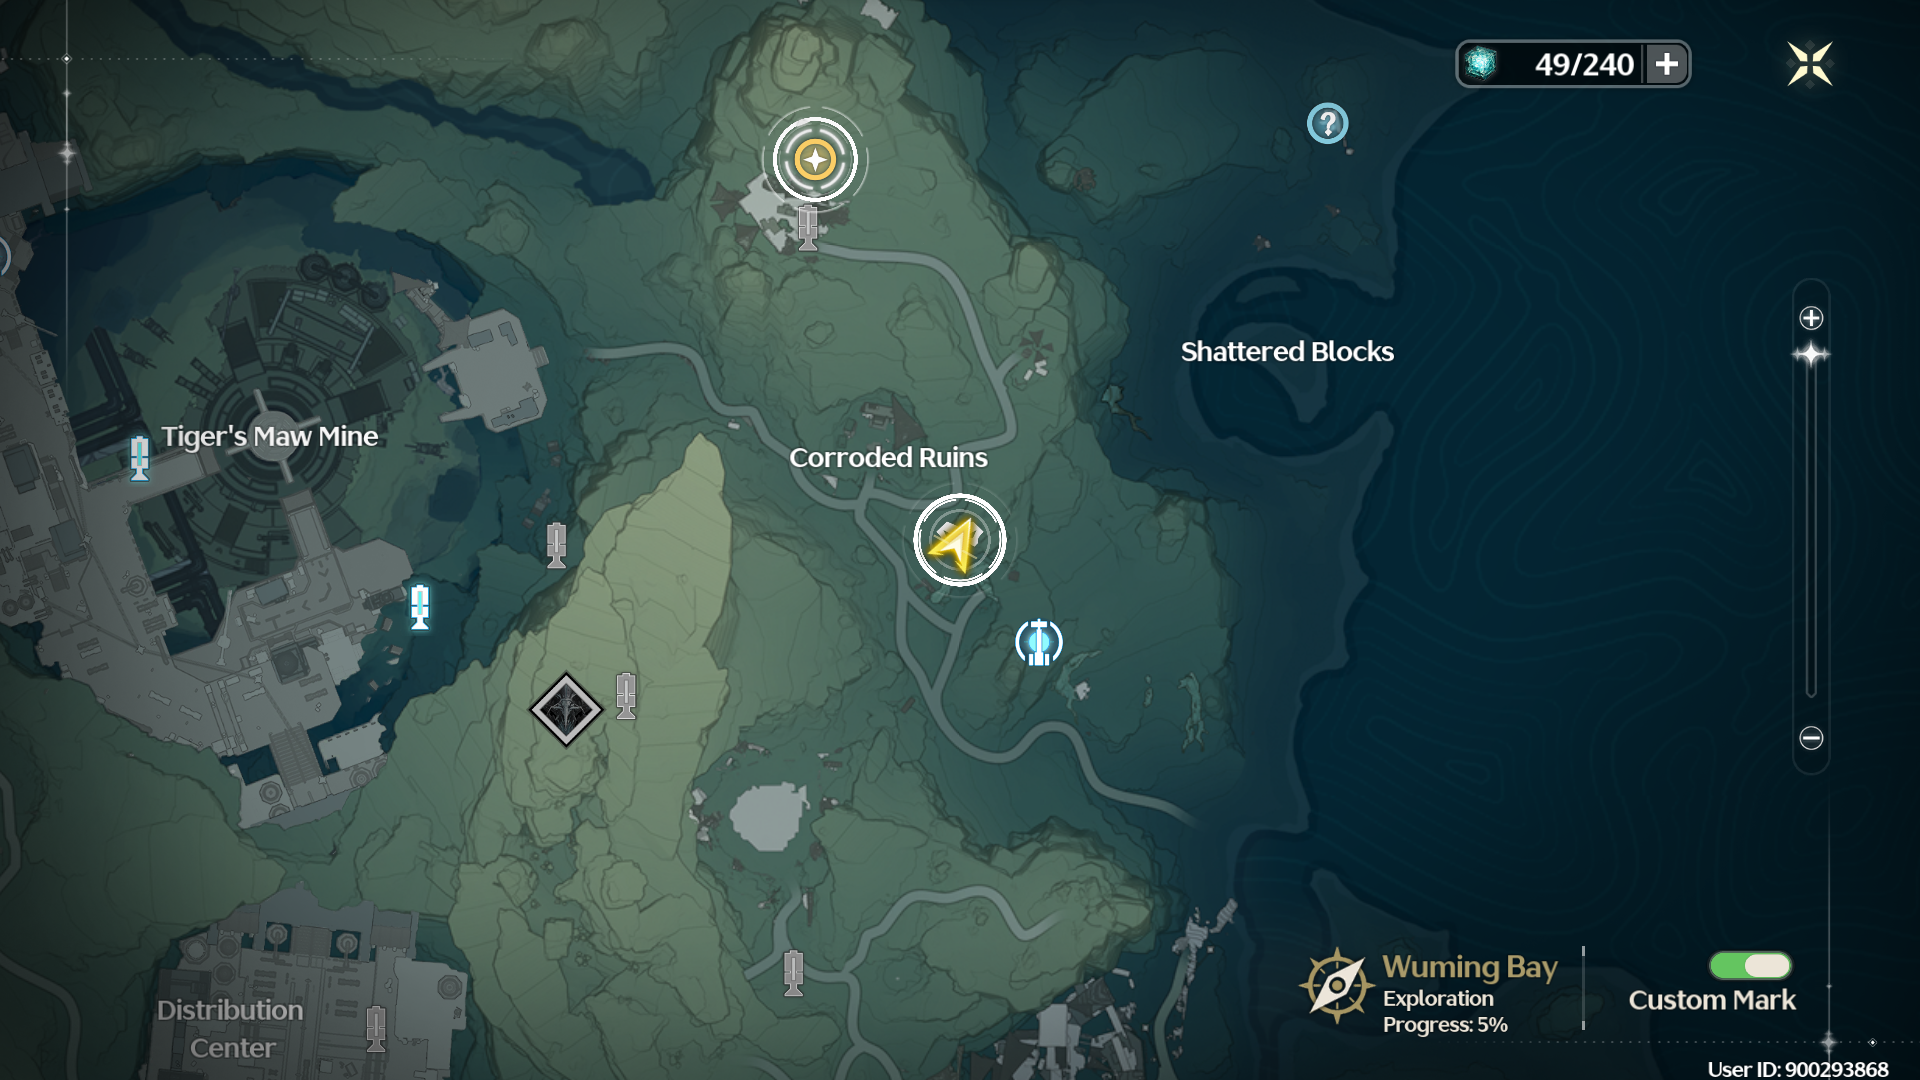 49/240
Shattered Blocks
Tiger's Maw Mine
Corroded Ruins
Distribution
Center
Wuming Bay
Exploration
Progress: 5%
Custom Mark
User ID: 900293868